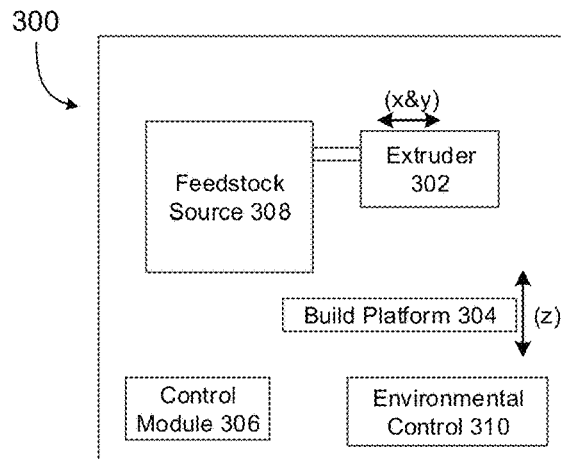 300
(x&y)
Extruder
302
Feedstock
Source 308
Build Platform 304
(z)
Control
Module 306
Environmental
Control 310